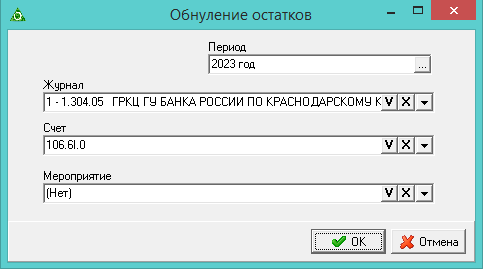 Обнуление остатков
Период
2023 год
...
Журнал
1 - 1.304.05 ГРКЦ ГУ БАНКА РОССИИ ПО КРАСНОДАРСКОМУ К V X
Счет
106.6I.0 V X
Мероприятие
(Нет) V X
OK Отмена